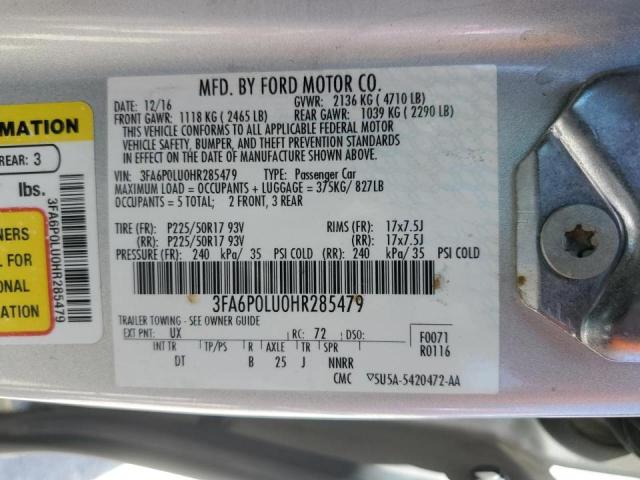 MFD. BY FORD MOTOR CO.
DATE: 12/16 GVWR: 2136 KG ( 4710 LB)
FRONT GAWR: 1118 KG ( 2465 LB) REAR GAWR: 1039 KG ( 2290 LB)
THIS VEHICLE CONFORMS TO ALL APPLICABLE FEDERAL MOTOR
VEHICLE SAFETY, BUMPER, AND THEFT PREVENTION STANDARDS
IN EFFECT ON THE DATE OF MANUFACTURE SHOWN ABOVE.
VIN: 3FA6P0LU0HR285479 TYPE: Passenger Car
MAXIMUM LOAD = OCCUPANTS + LUGGAGE = 375KG/ 827LB
OCCUPANTS = 5 TOTAL; 2 FRONT, 3 REAR
TIRE (FR): P225/50R17 93V RIMS (FR): 17x7.5J
(RR): P225/50R17 93V (RR): 17x7.5J
PRESSURE (FR): 240 kPa/ 35 PSI COLD (RR): 240 kPa/ 35 PSI COLD
3FA6P0LU0HR285479
TRAILER TOWING - SEE OWNER GUIDE
EXT PNT: UX RC: 72 DSO: F0071
R0116
INT TR TP/PS R AXLE TR SPR
DT B 25 J NNRR
CMC 5U5A-5420472-AA
RMATION
REAR: 3
lbs.
NERS
L FOR
ONAL
3FA6P0LU0HR285479